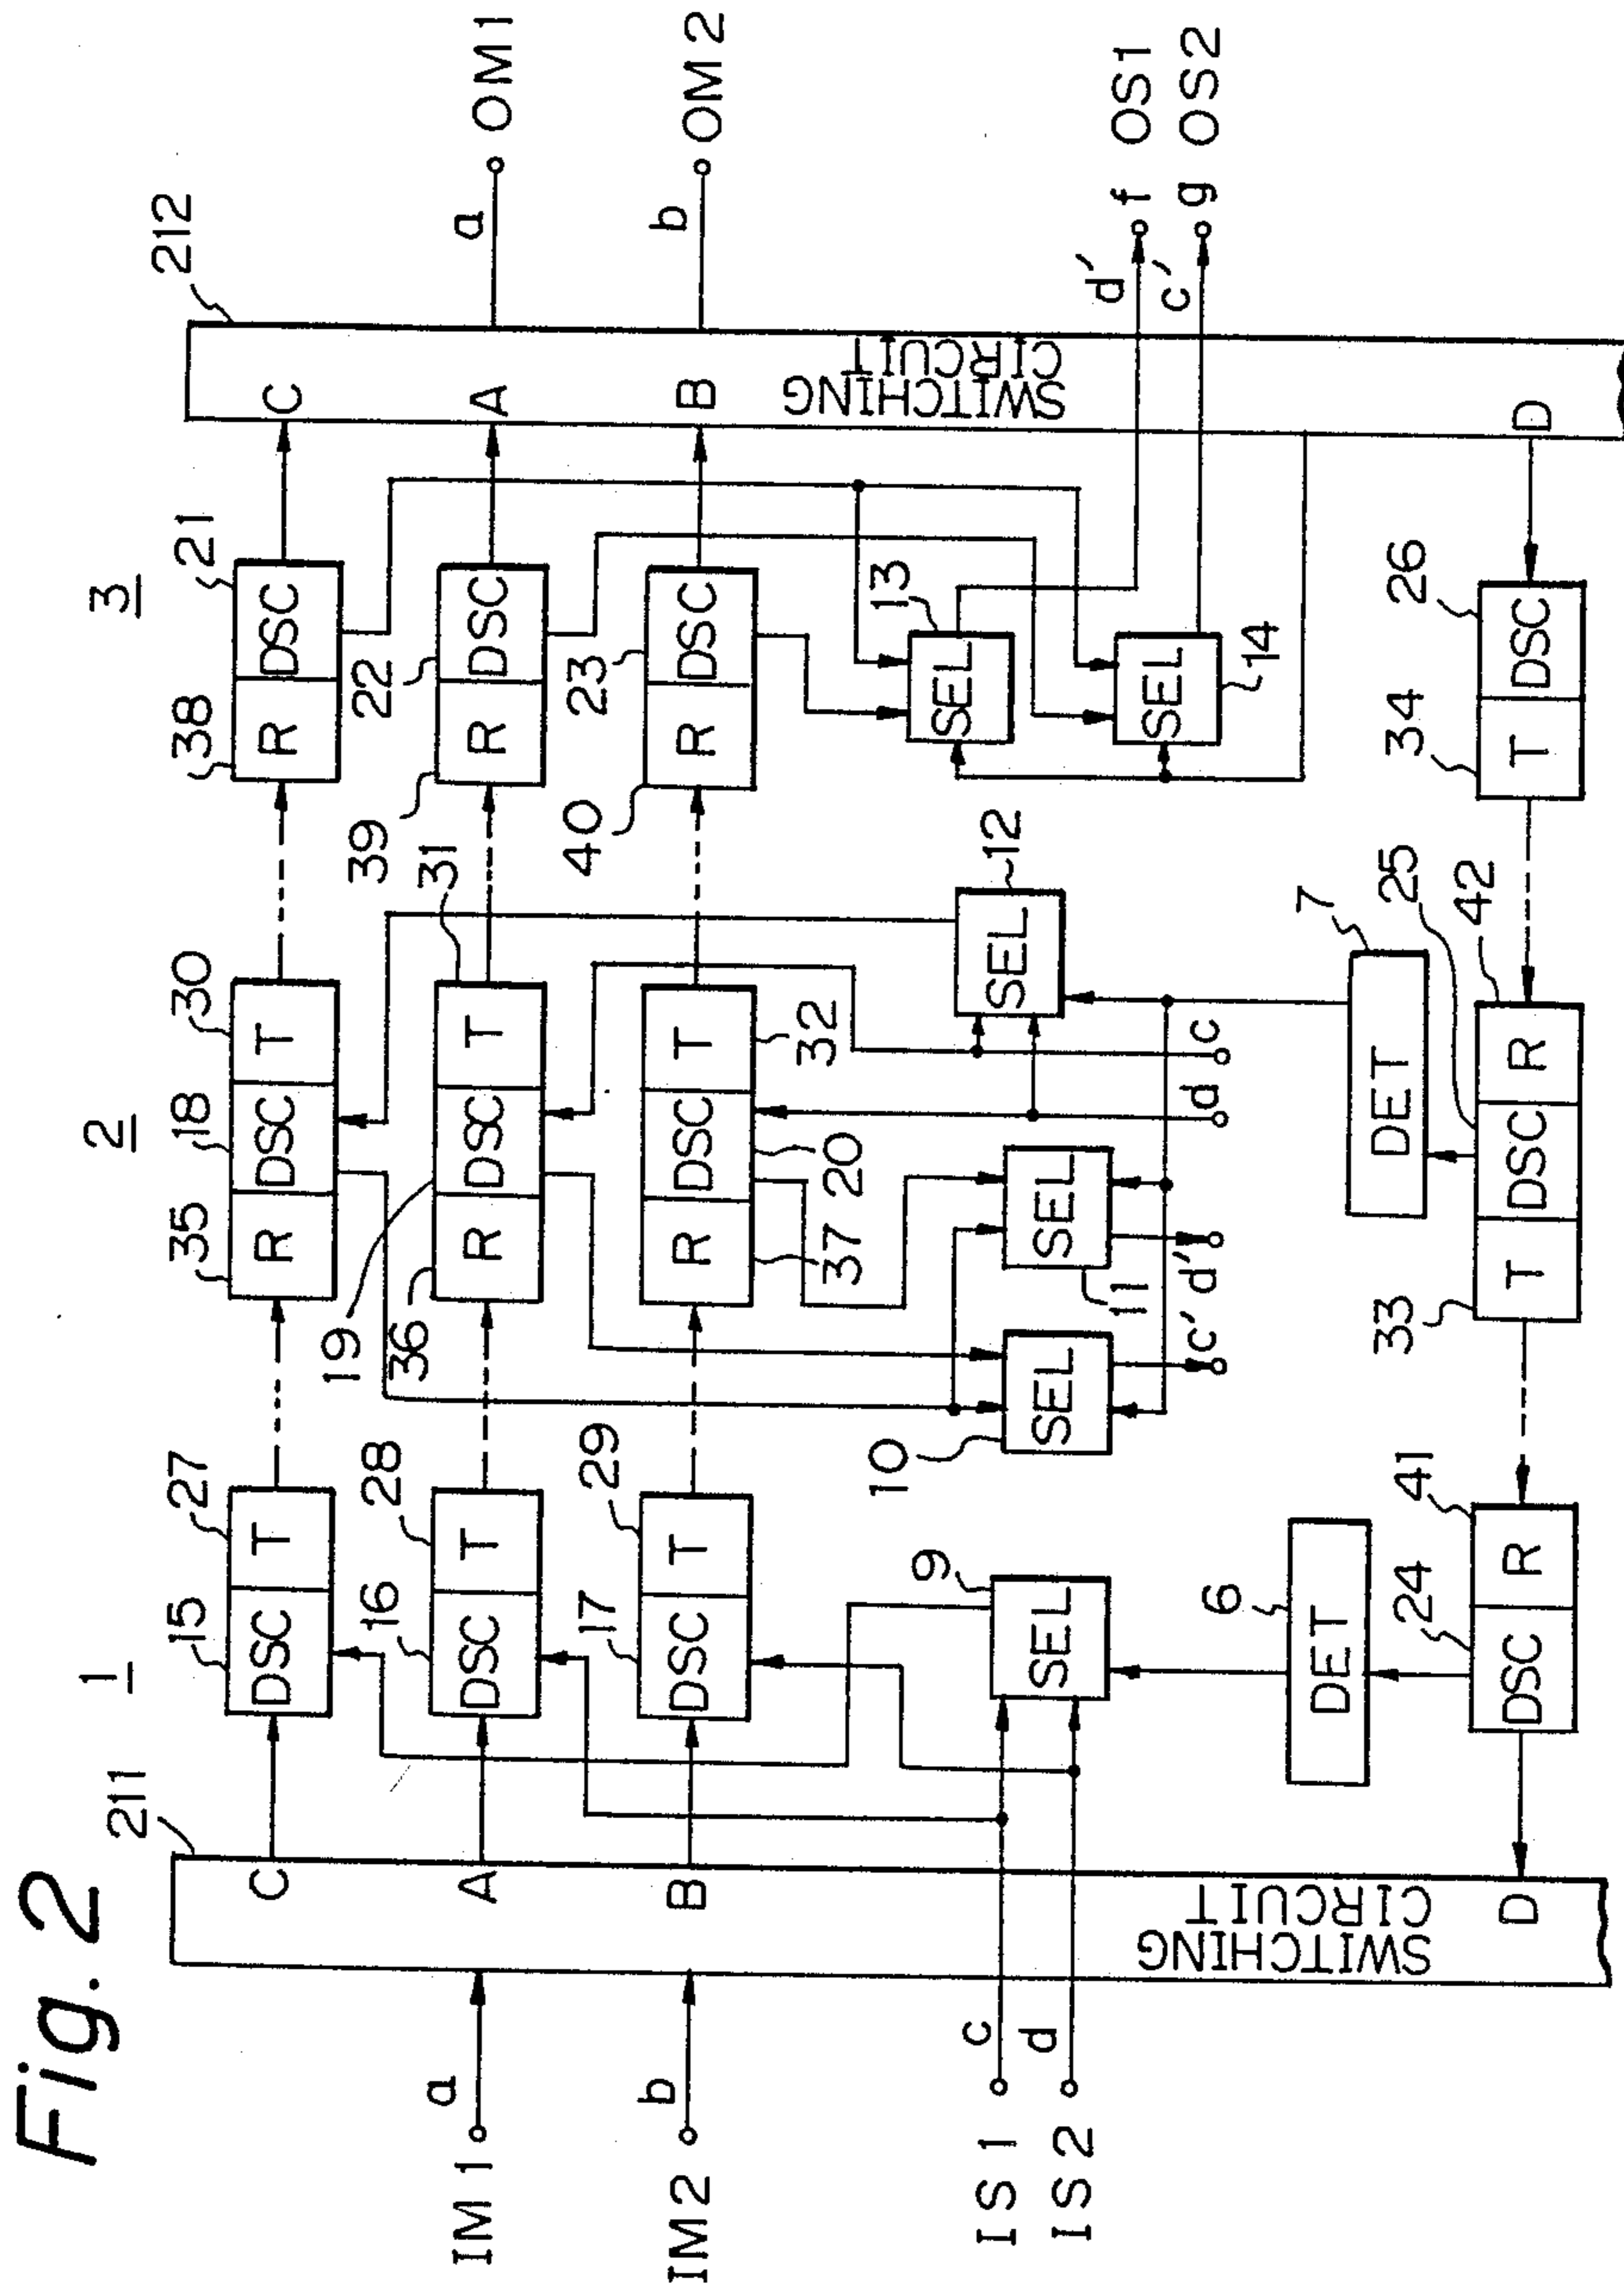 Fig. 2
1
2
3
211
212
C
15
27
DSC
T
35
18
30
R
DSC
T
38
21
R
DSC
C
IM1
a
A
16
28
DSC
T
19
36
31
R
DSC
T
39
22
R
DSC
A
a
OM1
IM2
b
B
17
29
DSC
T
37
20
32
R
DSC
T
40
23
R
DSC
B
b
OM2
SWITCHING
CIRCUIT
SWITCHING
CIRCUIT
IS1
c
IS2
d
9
SEL
10
SEL
11
SEL
12
SEL
13
SEL
14
SEL
c'
d'
d
c
d'
f
OS1
c'
g
OS2
6
DET
7
DET
D
24
41
DSC
R
33
25
42
T
DSC
R
34
26
T
DSC
D